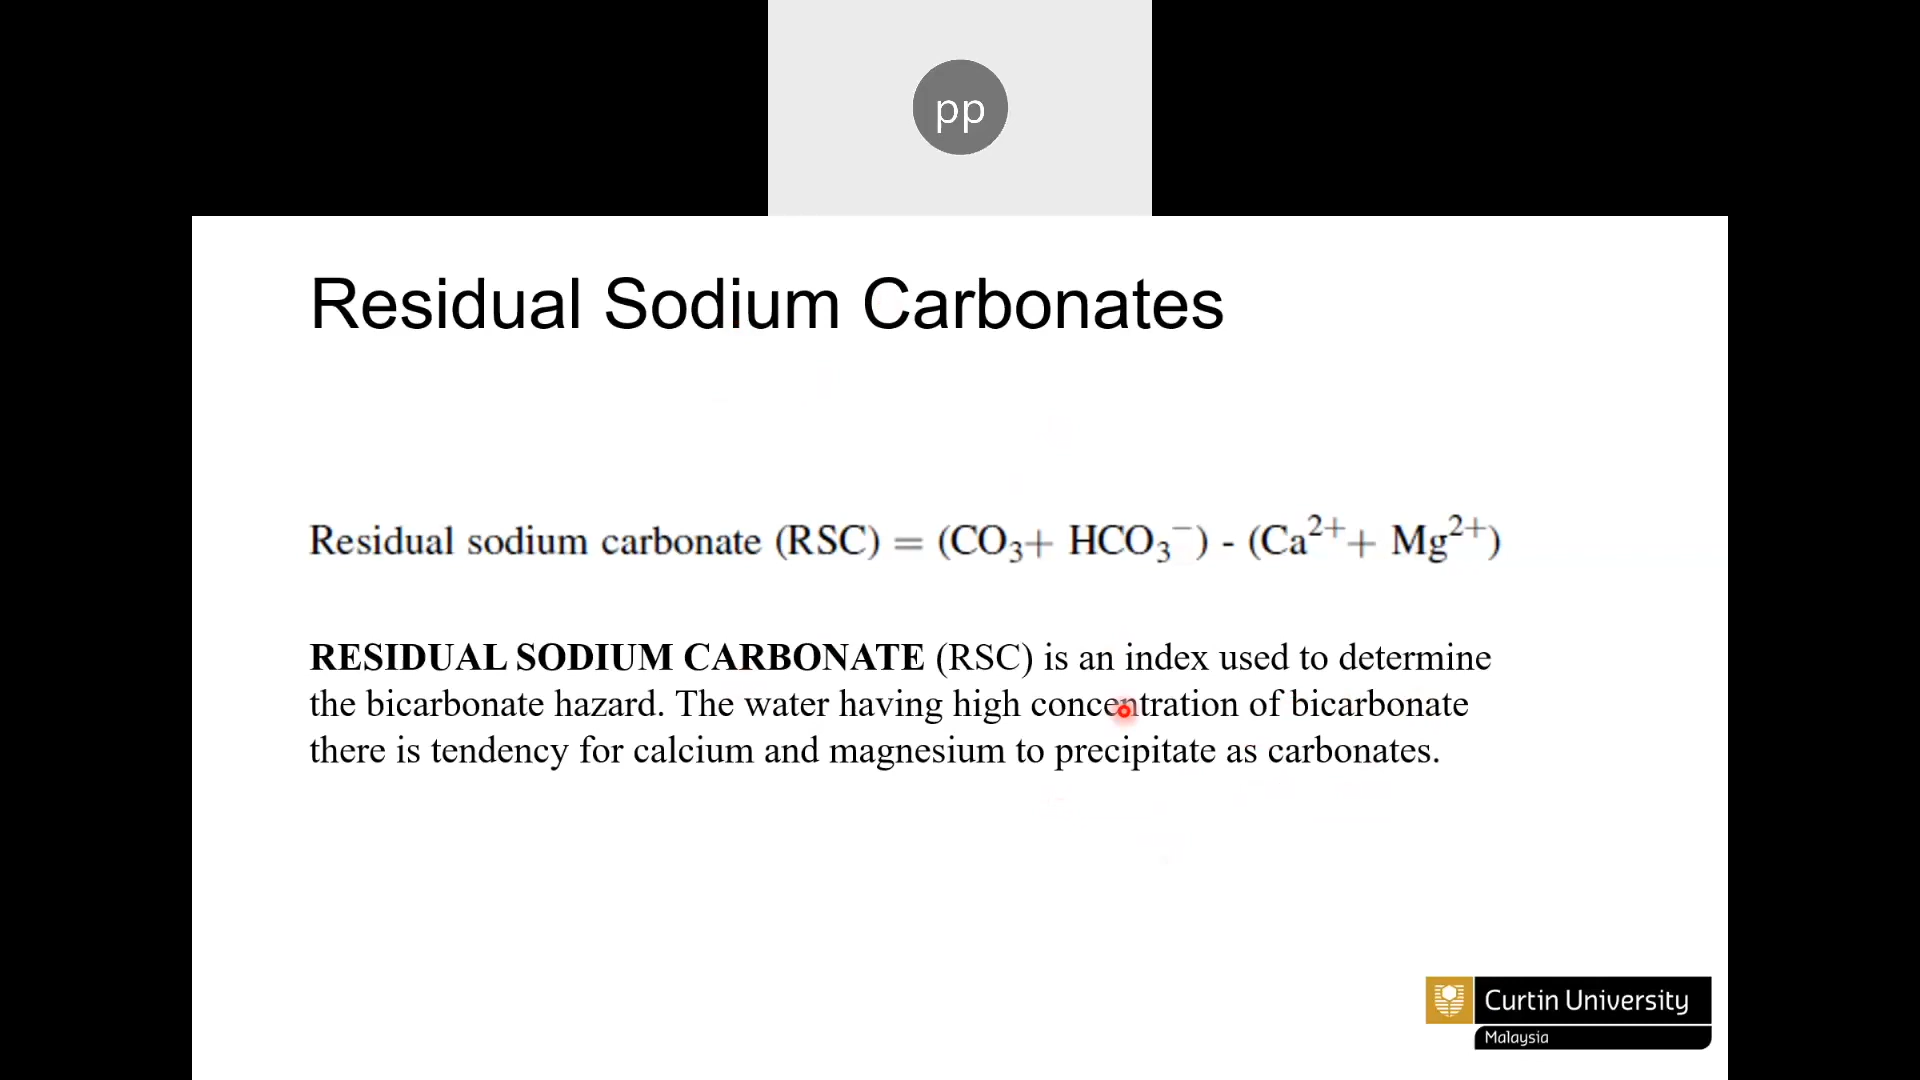 pp
Residual Sodium Carbonates
Residual sodium carbonate (RSC) = (CO₃+ HCO₃⁻) - (Ca²⁺+ Mg²⁺)
RESIDUAL SODIUM CARBONATE (RSC) is an index used to determine
the bicarbonate hazard. The water having high concentration of bicarbonate
there is tendency for calcium and magnesium to precipitate as carbonates.
Curtin University
Malaysia